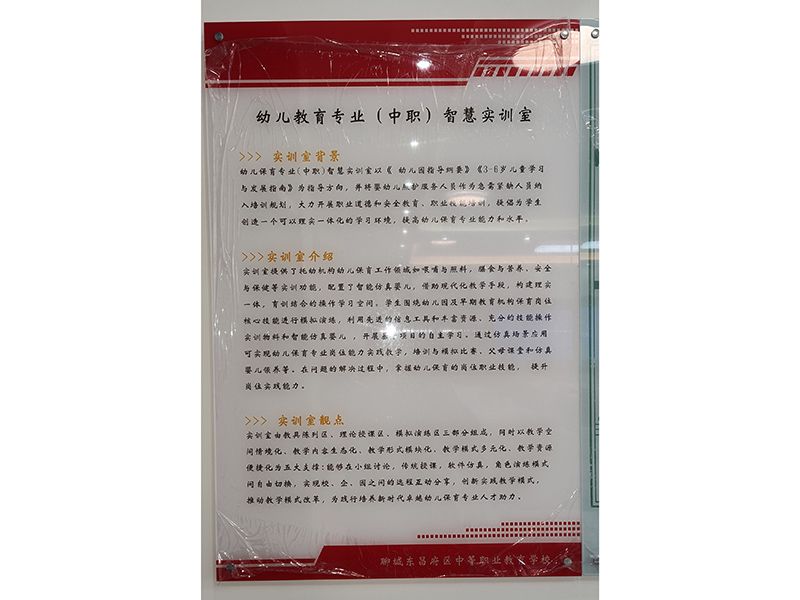 幼儿教育专业（中职）智慧实训室
>>> 实训室背景
幼儿保育专业(中职)智慧实训室以《 幼儿园指导纲要》《3-6岁儿童学习
与发展指南》为指导方向，并将婴幼儿照护服务人员作为急需紧缺人员纳
入培训规划，大力开展职业道德和安全教育、职业技能培训，提倡为学生
创造一个可以理实一体化的学习环境，提高幼儿保育专业能力和水平。
>>>实训室介绍
实训室提供了托幼机构幼儿保育工作领域如喂哺与照料，膳食与营养、安全
与保健等实训功能，配置了智能仿真婴儿，借助现代化教学手段，构建理实
一体，育训结合的操作学习空间。学生围绕幼儿园及早期教育机构保育岗位
核心技能进行模拟演练，利用先进的信息工具和丰富资源、充分的技能操作
实训物料和智能仿真婴儿 ，开展 项目的自主学习。通过仿真场景应用
可实现幼儿保育专业岗位能力实践教学，培训与模拟比赛、父母课堂和仿真
婴儿领养等。在问题的解决过程中，掌握幼儿保育的岗位职业技能， 提升
岗位实践能力。
>>> 实训室靓点
实训室由教具陈列区、理论授课区、模拟演练区三部分组成，同时以教学空
间情境化、教学内容生态化、教学形式模块化、教学模式多元化、教学资源
便捷化为五大支撑:能够在小组讨论，传统授课，软件仿真，角色演练模式
间自由切换，实现校、企、园之间的远程互动分享，创新实践教学模式，
推动教学模式改革，为践行培养新时代卓越幼儿保育专业人才助力。
聊城东昌府区中等职业教育学校